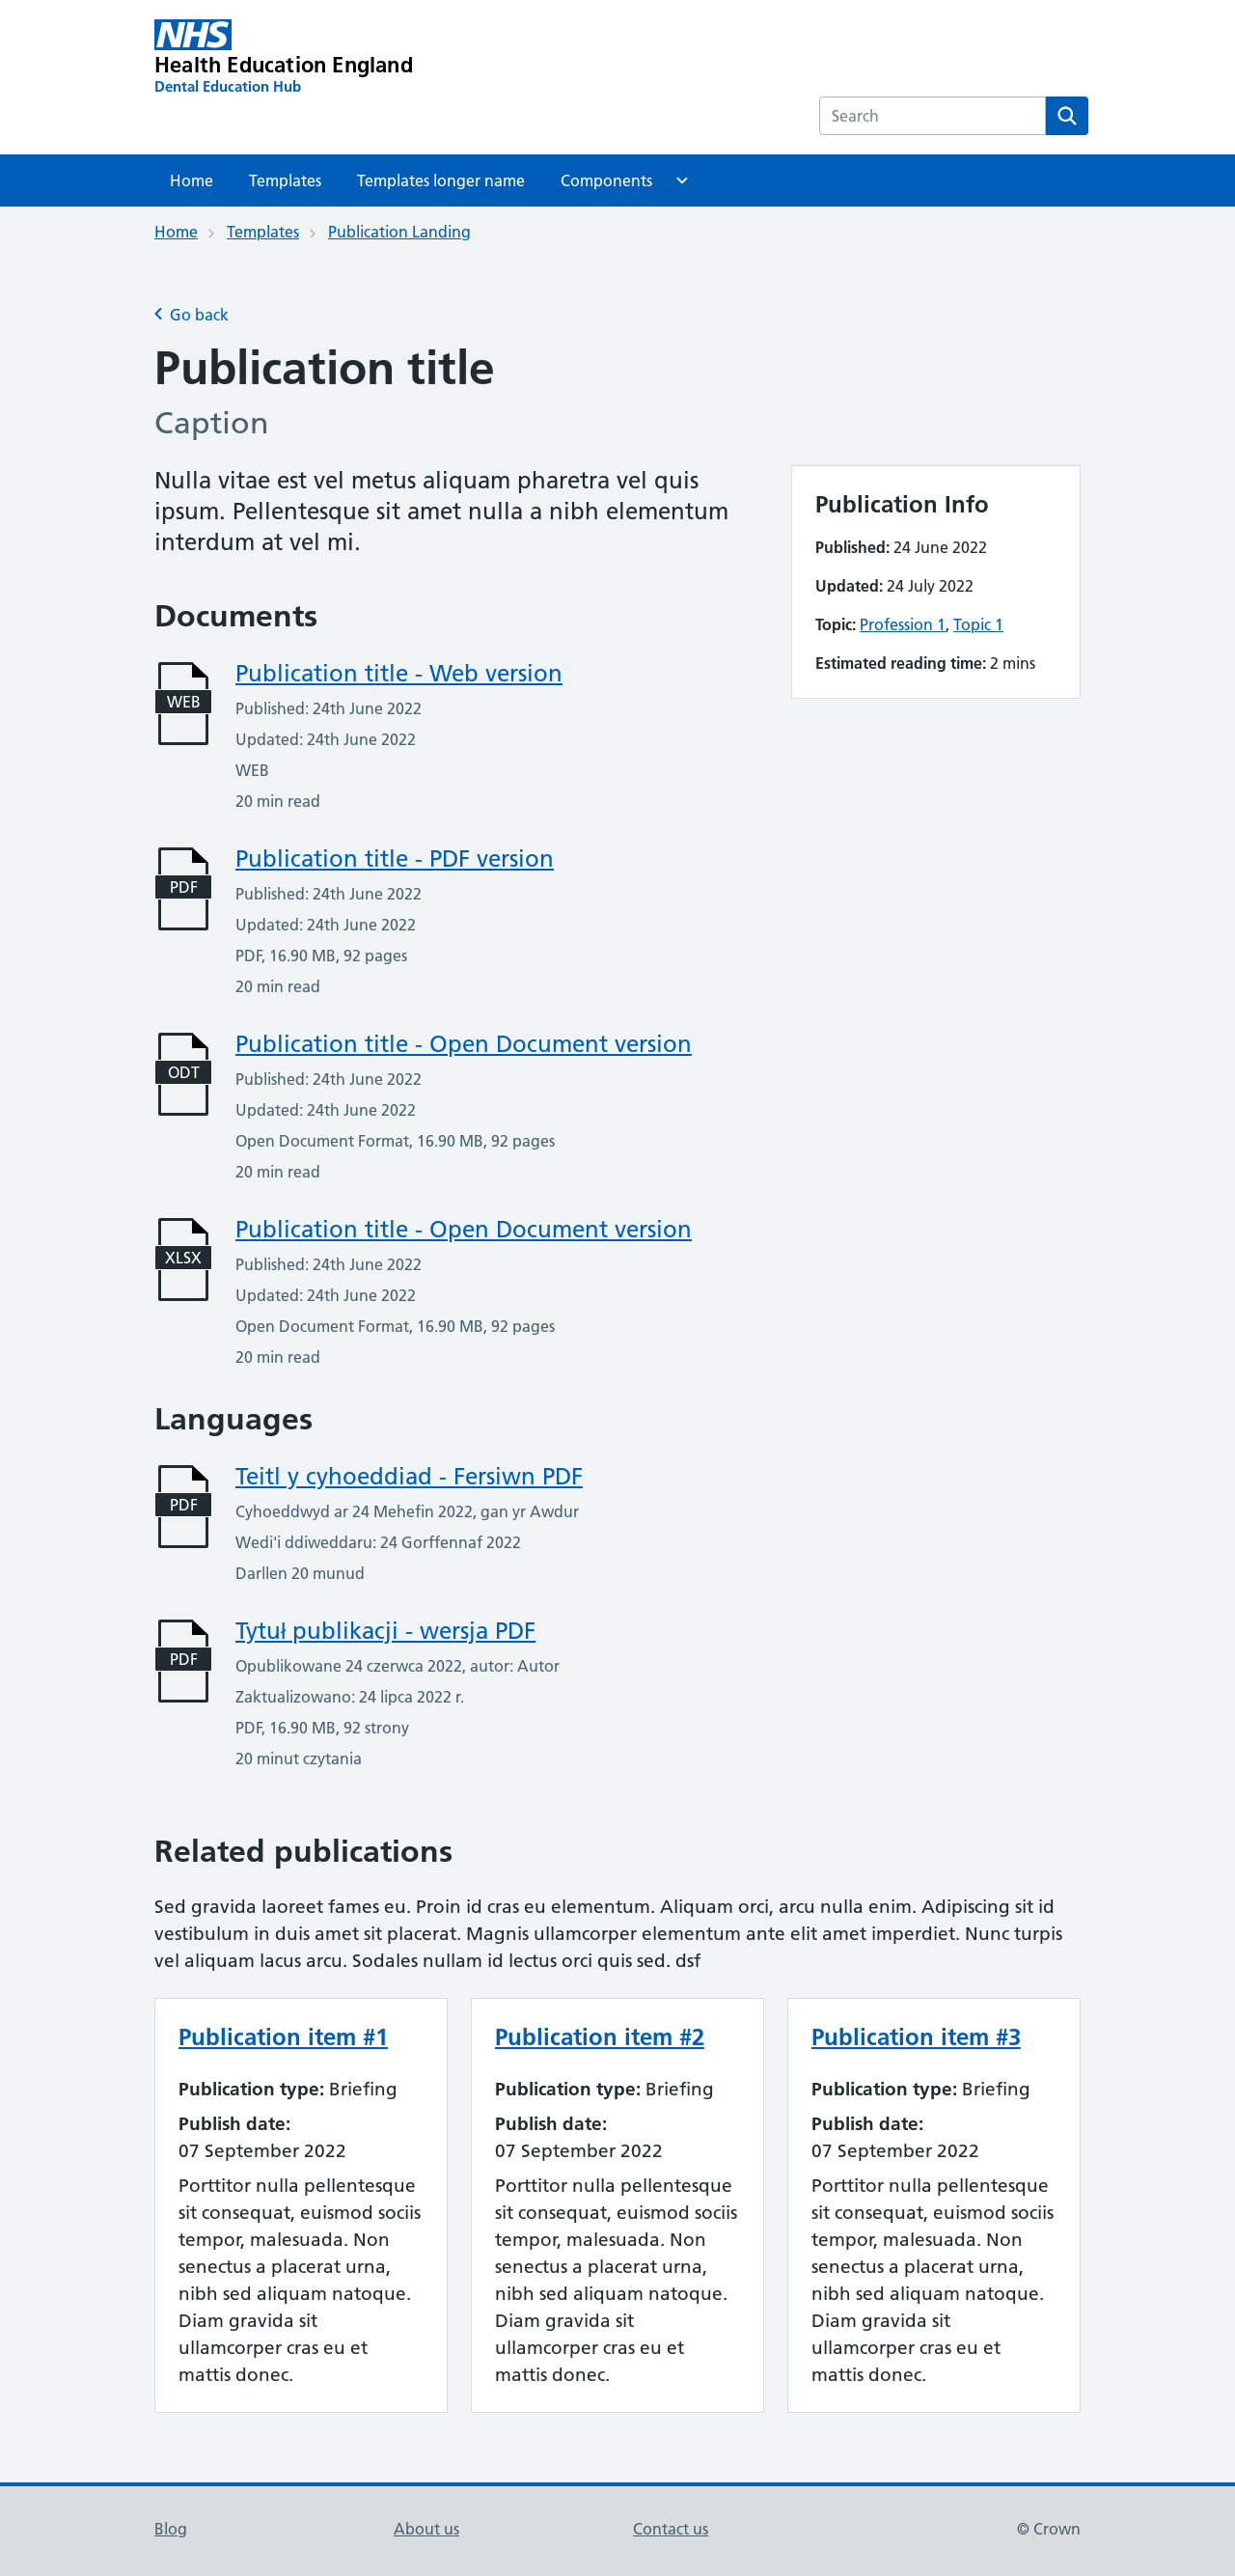 NHS
Health Education England
Dental Education Hub
Search
Home Templates Templates longer name Components
Home Templates Publication Landing
Go back
Publication title
Caption
Nulla vitae est vel metus aliquam pharetra vel quis
ipsum. Pellentesque sit amet nulla a nibh elementum
interdum at vel mi.
Publication Info
Published: 24 June 2022
Updated: 24 July 2022
Topic: Profession 1, Topic 1
Estimated reading time: 2 mins
Documents
WEB
Publication title - Web version
Published: 24th June 2022
Updated: 24th June 2022
WEB
20 min read
PDF
Publication title - PDF version
Published: 24th June 2022
Updated: 24th June 2022
PDF, 16.90 MB, 92 pages
20 min read
ODT
Publication title - Open Document version
Published: 24th June 2022
Updated: 24th June 2022
Open Document Format, 16.90 MB, 92 pages
20 min read
XLSX
Publication title - Open Document version
Published: 24th June 2022
Updated: 24th June 2022
Open Document Format, 16.90 MB, 92 pages
20 min read
Languages
PDF
Teitl y cyhoeddiad - Fersiwn PDF
Cyhoeddwyd ar 24 Mehefin 2022, gan yr Awdur
Wedi'i ddiweddaru: 24 Gorffennaf 2022
Darllen 20 munud
PDF
Tytuł publikacji - wersja PDF
Opublikowane 24 czerwca 2022, autor: Autor
Zaktualizowano: 24 lipca 2022 r.
PDF, 16.90 MB, 92 strony
20 minut czytania
Related publications
Sed gravida laoreet fames eu. Proin id cras eu elementum. Aliquam orci, arcu nulla enim. Adipiscing sit id
vestibulum in duis amet sit placerat. Magnis ullamcorper elementum ante elit amet imperdiet. Nunc turpis
vel aliquam lacus arcu. Sodales nullam id lectus orci quis sed. dsf
Publication item #1
Publication type: Briefing
Publish date:
07 September 2022
Porttitor nulla pellentesque
sit consequat, euismod sociis
tempor, malesuada. Non
senectus a placerat urna,
nibh sed aliquam natoque.
Diam gravida sit
ullamcorper cras eu et
mattis donec.
Publication item #2
Publication type: Briefing
Publish date:
07 September 2022
Porttitor nulla pellentesque
sit consequat, euismod sociis
tempor, malesuada. Non
senectus a placerat urna,
nibh sed aliquam natoque.
Diam gravida sit
ullamcorper cras eu et
mattis donec.
Publication item #3
Publication type: Briefing
Publish date:
07 September 2022
Porttitor nulla pellentesque
sit consequat, euismod sociis
tempor, malesuada. Non
senectus a placerat urna,
nibh sed aliquam natoque.
Diam gravida sit
ullamcorper cras eu et
mattis donec.
Blog About us Contact us © Crown